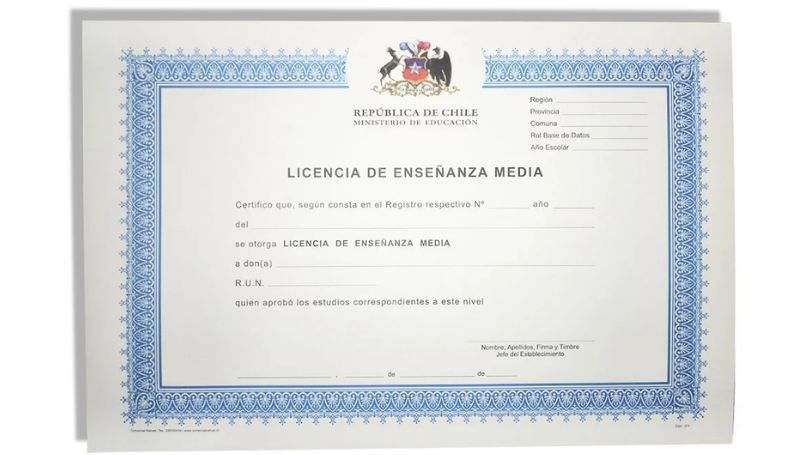 REPÚBLICA DE CHILE
MINISTERIO DE EDUCACIÓN
Región
Provincia
Comuna
Rol Base de Datos
Año Escolar
LICENCIA DE ENSEÑANZA MEDIA
Certifico que, según consta en el Registro respectivo Nº año
del
se otorga LICENCIA DE ENSEÑANZA MEDIA
a don(a)
R.U.N.
quien aprobó los estudios correspondientes a este nivel
Nombre, Apellidos, Firma y Timbre
Jefe del Establecimiento
, de de